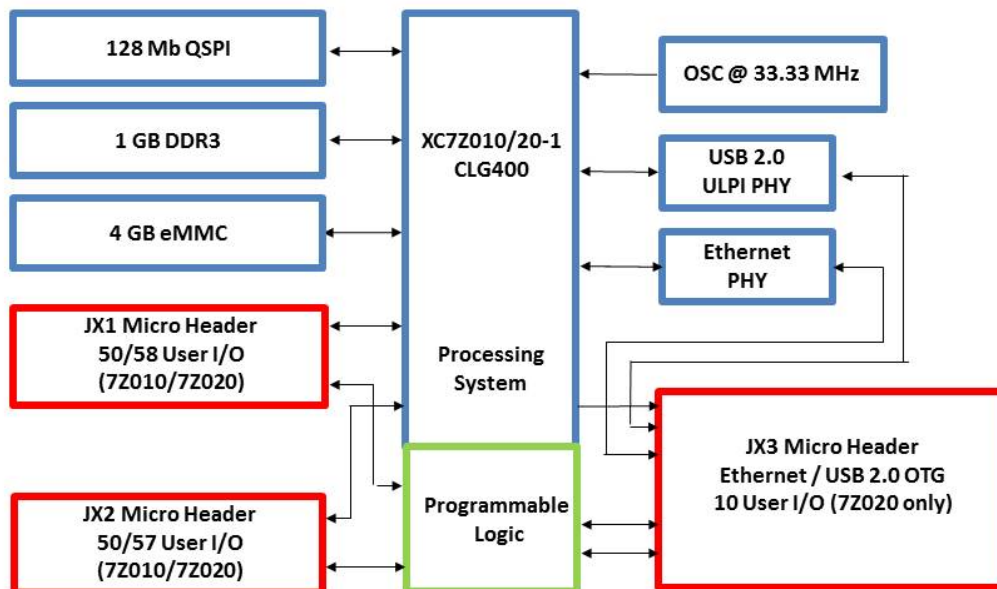 128 Mb QSPI
1 GB DDR3
4 GB eMMC
JX1 Micro Header
50/58 User I/O
(7Z010/7Z020)
JX2 Micro Header
50/57 User I/O
(7Z010/7Z020)
XC7Z010/20-1
CLG400
Processing
System
Programmable
Logic
OSC @ 33.33 MHz
USB 2.0
ULPI PHY
Ethernet
PHY
JX3 Micro Header
Ethernet / USB 2.0 OTG
10 User I/O (7Z020 only)